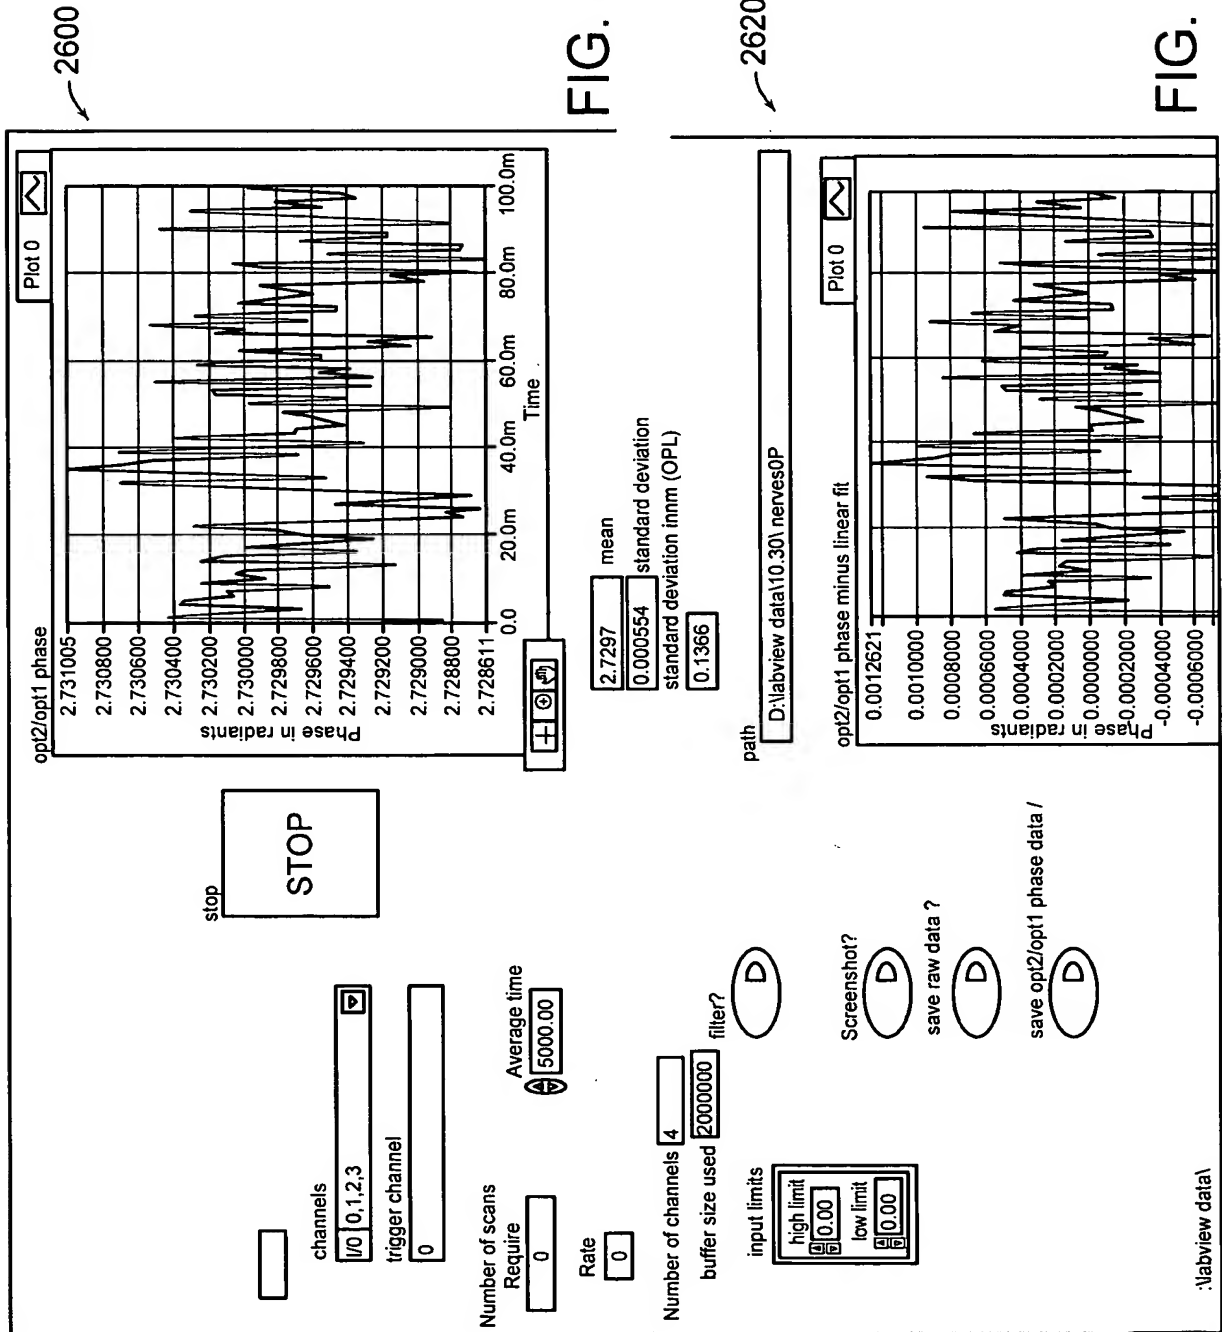 2600
FIG.
opt2/opt1 phase
Plot 0
2.731005
2.730800
2.730600
2.730400
2.730200
2.730000
2.729800
2.729600
2.729400
2.729200
2.729000
2.728800
2.728611
Phase in radiants
0.0
20.0m
40.0m
60.0m
80.0m
100.0m
Time
stop
STOP
channels
I/0 0,1,2,3
trigger channel
0
Number of scans
Require
0
Average time
5000.00
Rate
0
2.7297 mean
0.000554 standard deviation
standard deviation innm (OPL)
0.1366
2620
FIG.
Number of channels 4
buffer size used 2000000
filter?
input limits
high limit
0.00
low limit
0.00
Screenshot?
save raw data ?
save opt2/opt1 phase data /
:\labview data\
path
D:\labview data\10.30\ nerves0P
opt2/opt1 phase minus linear fit
Plot 0
0.0012621
0.0010000
0.0008000
0.0006000
0.0004000
0.0002000
0.0000000
-0.0002000
-0.0004000
-0.0006000
Phase in radiants